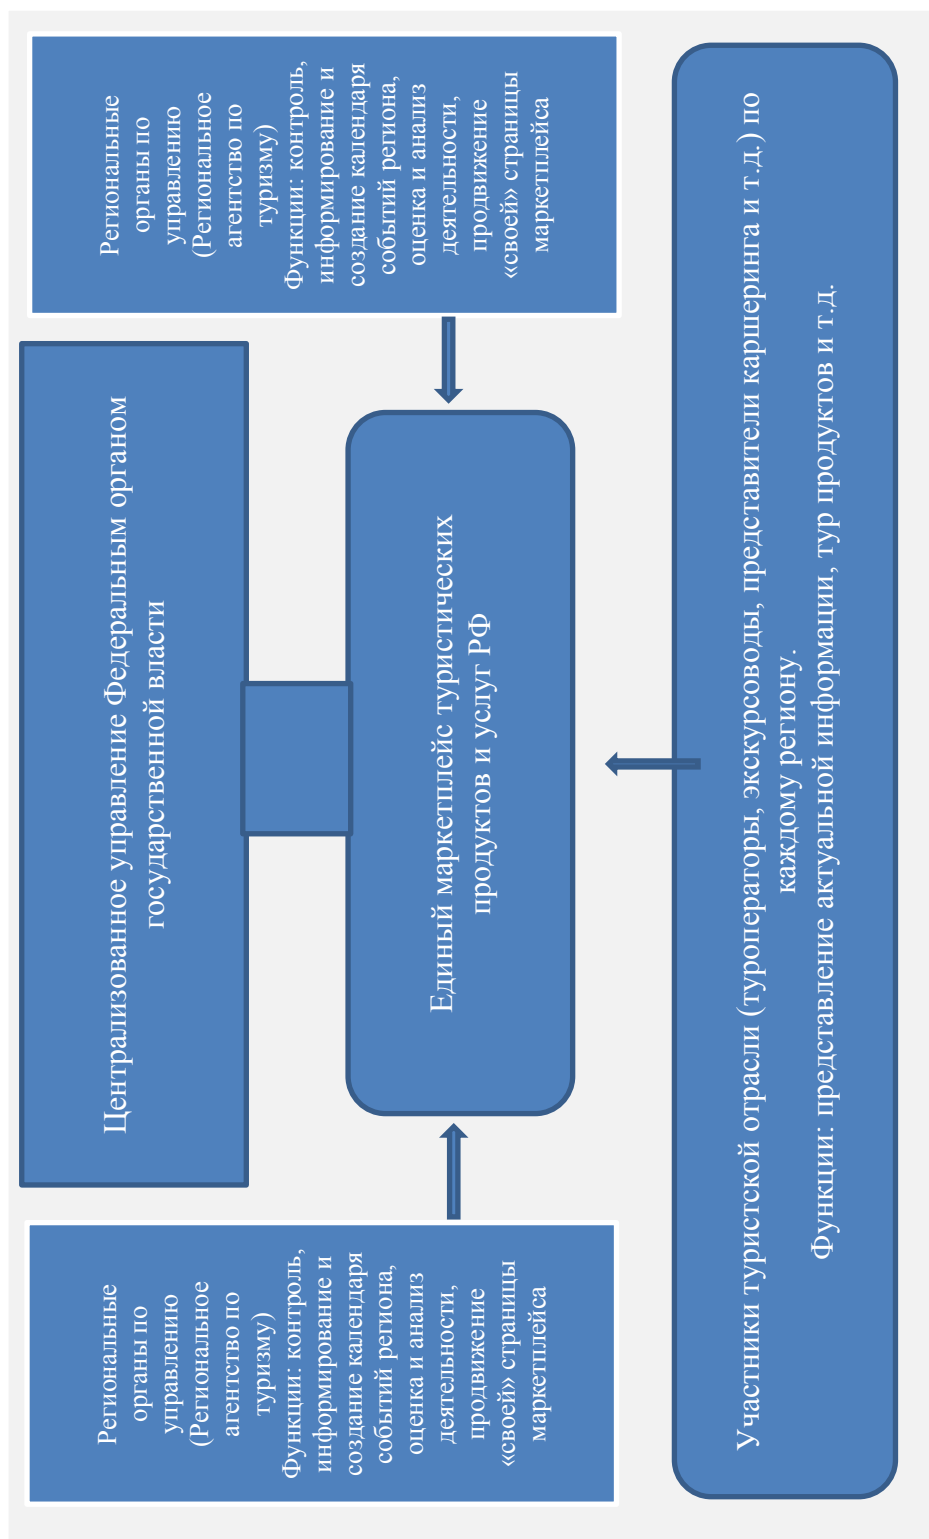 Региональные
органы по
управлению
(Региональное
агентство по
туризму)
Функции: контроль,
информирование и
создание календаря
событий региона,
оценка и анализ
деятельности,
продвижение
«своей» страницы
маркетплейса
Централизованное управление Федеральным органом
государственной власти
Единый маркетплейс туристических
продуктов и услуг РФ
Региональные
органы по
управлению
(Региональное
агентство по
туризму)
Функции: контроль,
информирование и
создание календаря
событий региона,
оценка и анализ
деятельности,
продвижение
«своей» страницы
маркетплейса
Участники туристской отрасли (туроператоры, экскурсоводы, представители каршеринга и т.д.) по
каждому региону.
Функции: представление актуальной информации, тур продуктов и т.д.